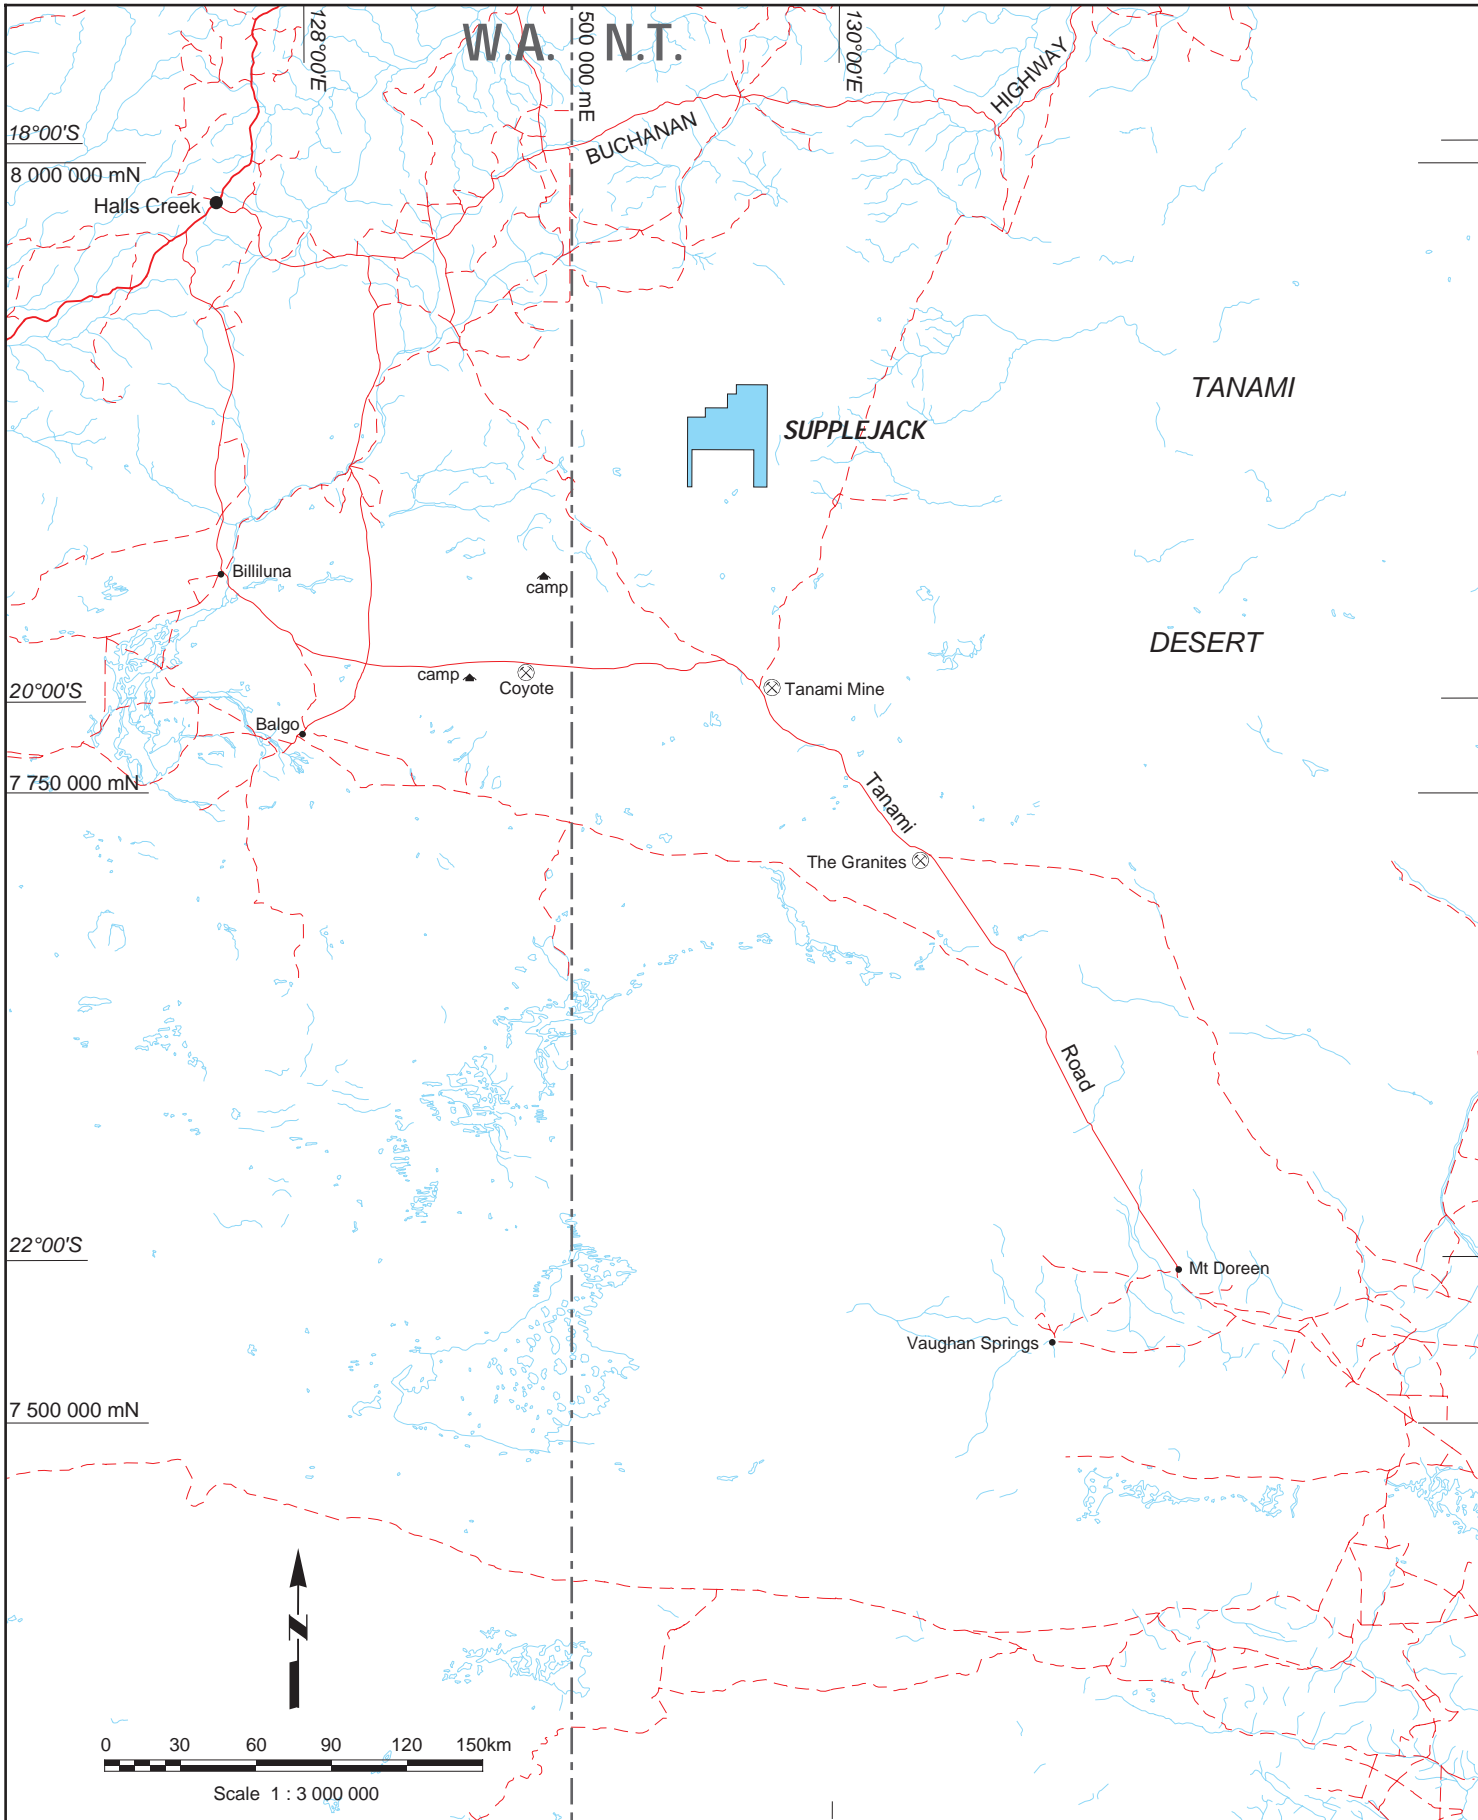 W.A. N.T.
128°00'E
500 000 mE
130°00'E
HIGHWAY
BUCHANAN
18°00'S
8 000 000 mN
Halls Creek
TANAMI
SUPPLEJACK
Billiluna
camp
DESERT
camp
Coyote
Tanami Mine
20°00'S
Balgo
7 750 000 mN
Tanami
The Granites
Road
22°00'S
Mt Doreen
Vaughan Springs
7 500 000 mN
N
0 30 60 90 120 150km
Scale 1 : 3 000 000